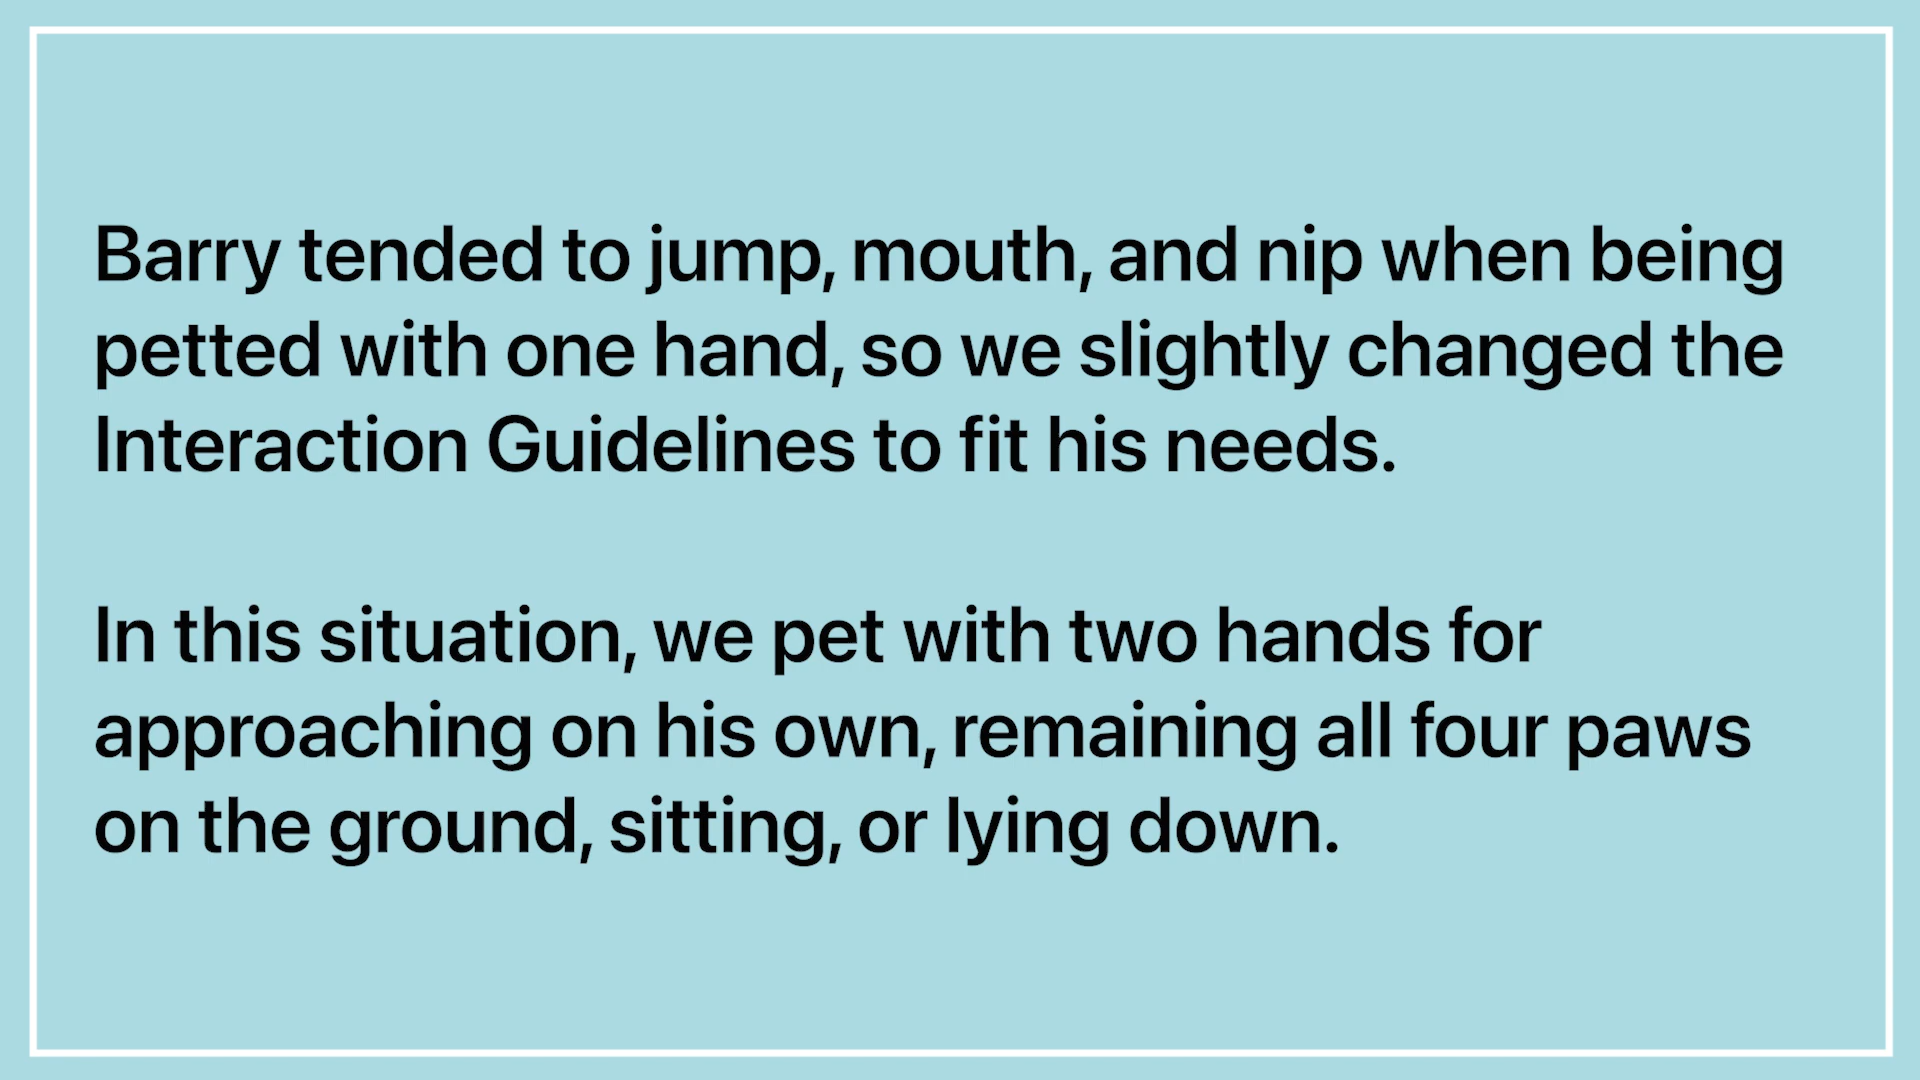 Barry tended to jump, mouth, and nip when being
petted with one hand, so we slightly changed the
Interaction Guidelines to fit his needs.
In this situation, we pet with two hands for
approaching on his own, remaining all four paws
on the ground, sitting, or lying down.